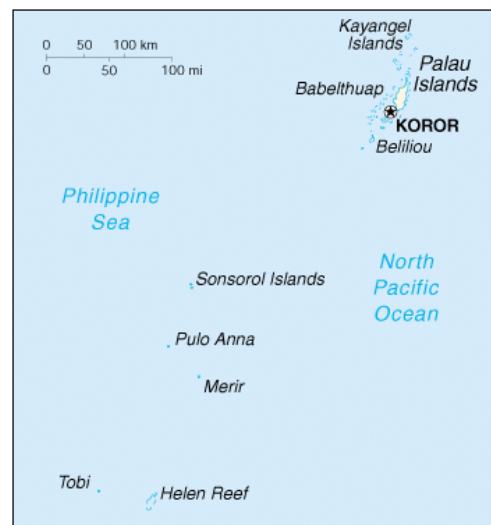 Kayangel
Islands
0 50 100 km
0 50 100 mi
Palau
Islands
Babelthuap
KOROR
Beliliou
Philippine
Sea
North
Pacific
Ocean
Sonsorol Islands
Pulo Anna
Merir
Tobi
Helen Reef